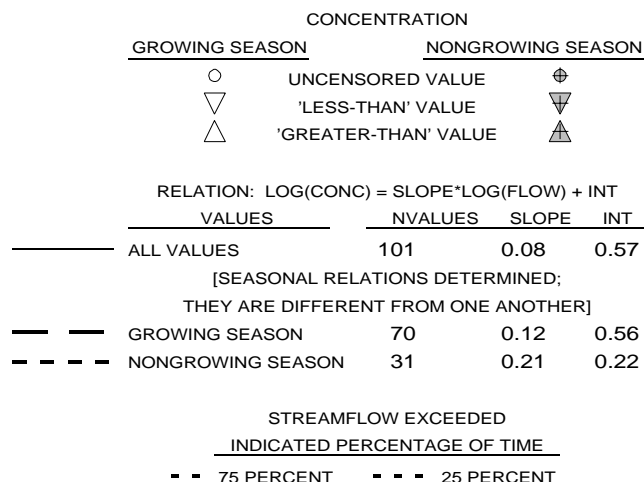 CONCENTRATION
GROWING SEASON NONGROWING SEASON
UNCENSORED VALUE
'LESS-THAN' VALUE
'GREATER-THAN' VALUE
RELATION: LOG(CONC) = SLOPE*LOG(FLOW) + INT
VALUES NVALUES SLOPE INT
ALL VALUES 101 0.08 0.57
[SEASONAL RELATIONS DETERMINED;
THEY ARE DIFFERENT FROM ONE ANOTHER]
GROWING SEASON 70 0.12 0.56
NONGROWING SEASON 31 0.21 0.22
STREAMFLOW EXCEEDED
INDICATED PERCENTAGE OF TIME
75 PERCENT 25 PERCENT